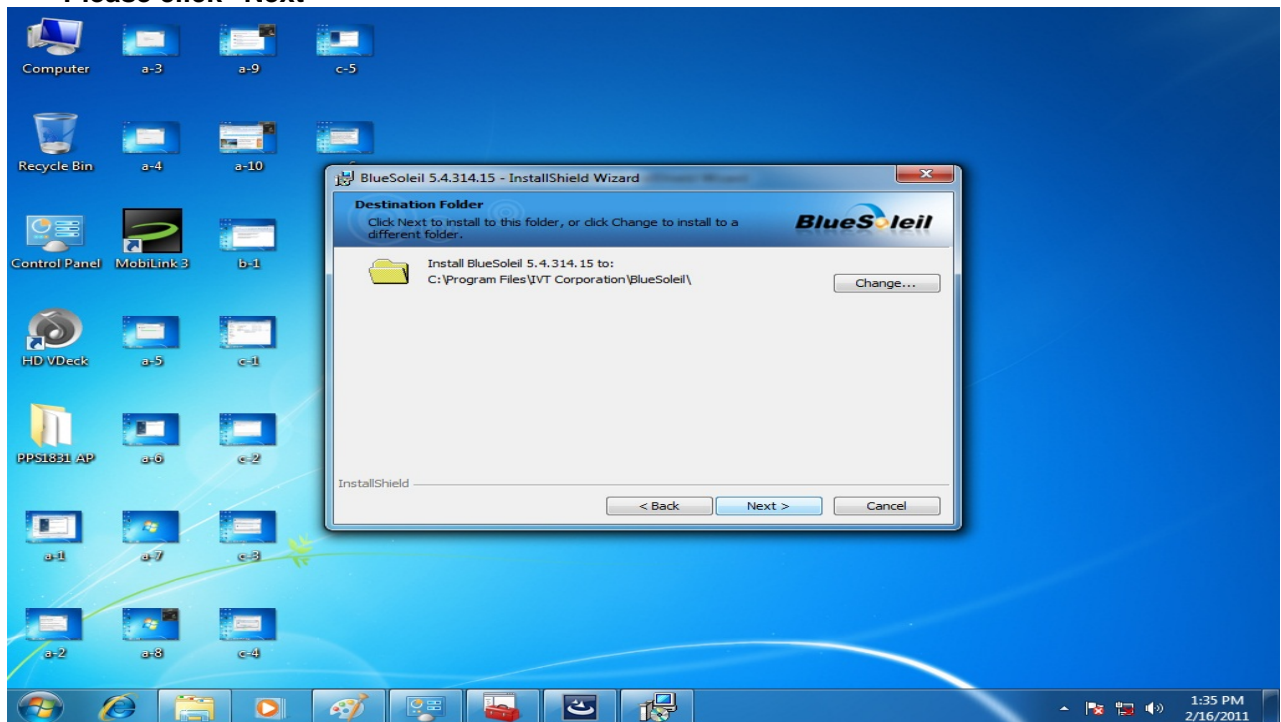 Please click "Next"
Computer a-3 a-9 c-5
Recycle Bin a-4 a-10
BlueSoleil 5.4.314.15 - InstallShield Wizard
Destination Folder
Click Next to install to this folder, or click Change to install to a
different folder.
BlueSoleil
Control Panel MobiLink 3 b-1
Install BlueSoleil 5.4.314.15 to:
C:\Program Files\IVT Corporation\BlueSoleil\
Change...
HD VDeck a-5 c-1
PPS1831 AP a-6 c-2
InstallShield
< Back Next > Cancel
a-1 a-7 c-3
a-2 a-8 c-4
1:35 PM
2/16/2011